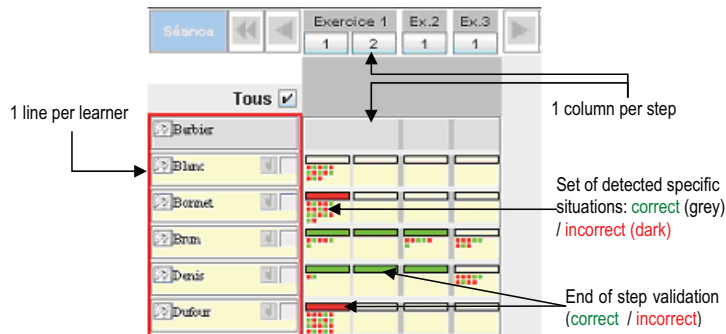 Séance
Exercice 1 Ex.2 Ex.3
1 2 1 1
Tous
1 line per learner
1 column per step
Barbier
Blanc
Bonnet
Brun
Denis
Dufour
Set of detected specific
situations: correct (grey)
/ incorrect (dark)
End of step validation
(correct / incorrect)